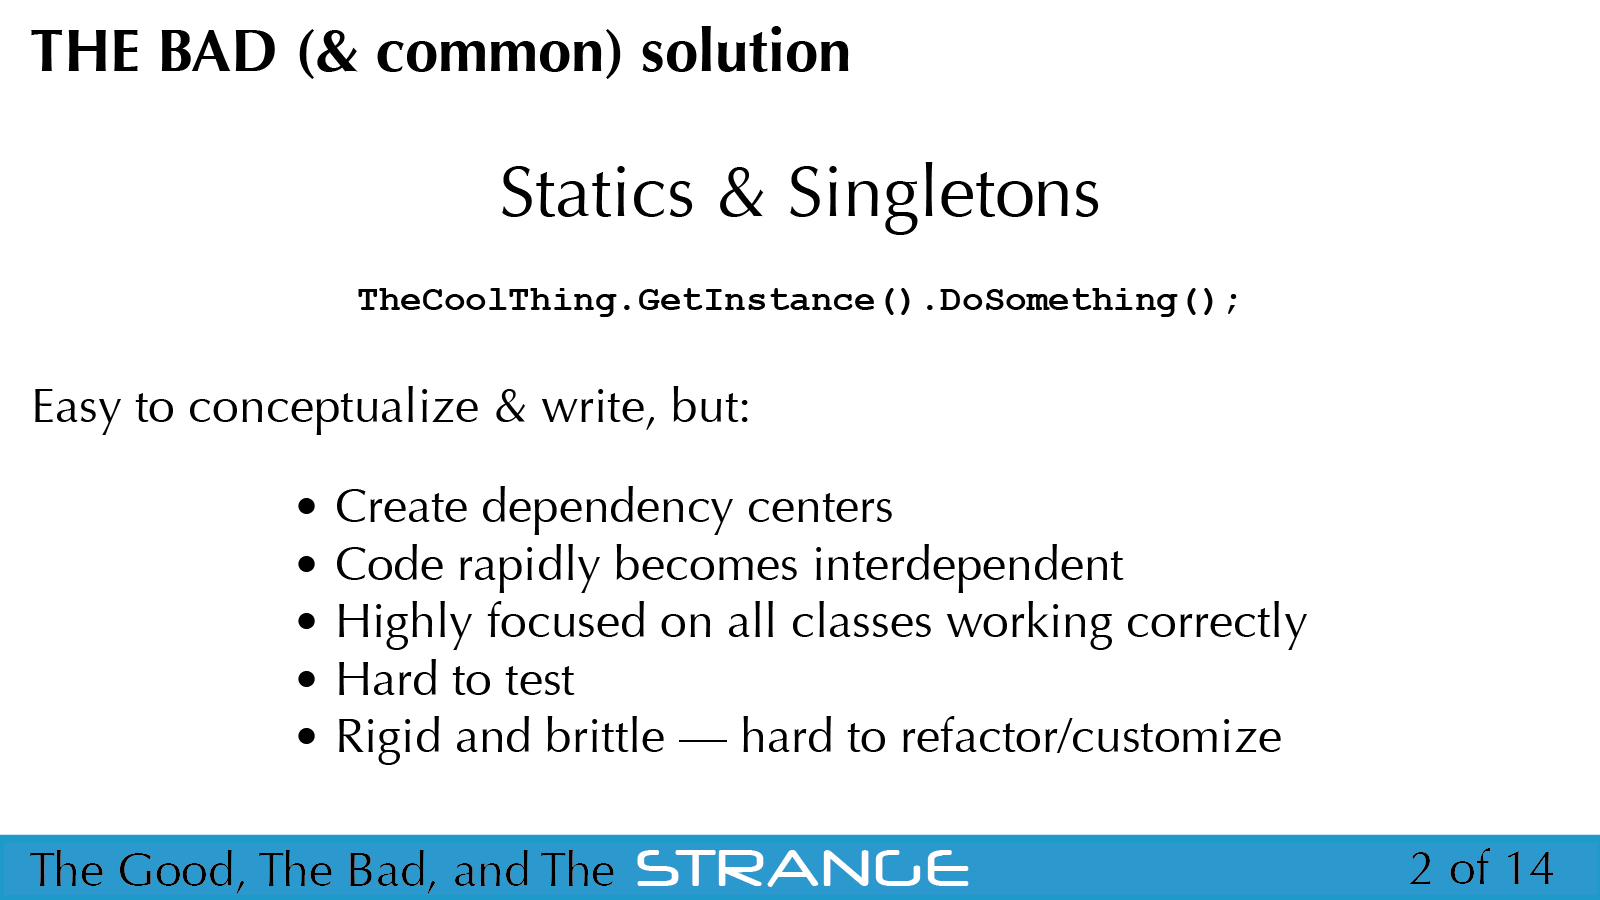 THE BAD (& common) solution
Statics & Singletons
TheCoolThing.GetInstance().DoSomething();
Easy to conceptualize & write, but:
• Create dependency centers
• Code rapidly becomes interdependent
• Highly focused on all classes working correctly
• Hard to test
• Rigid and brittle — hard to refactor/customize
The Good, The Bad, and The STRANGE 2 of 14